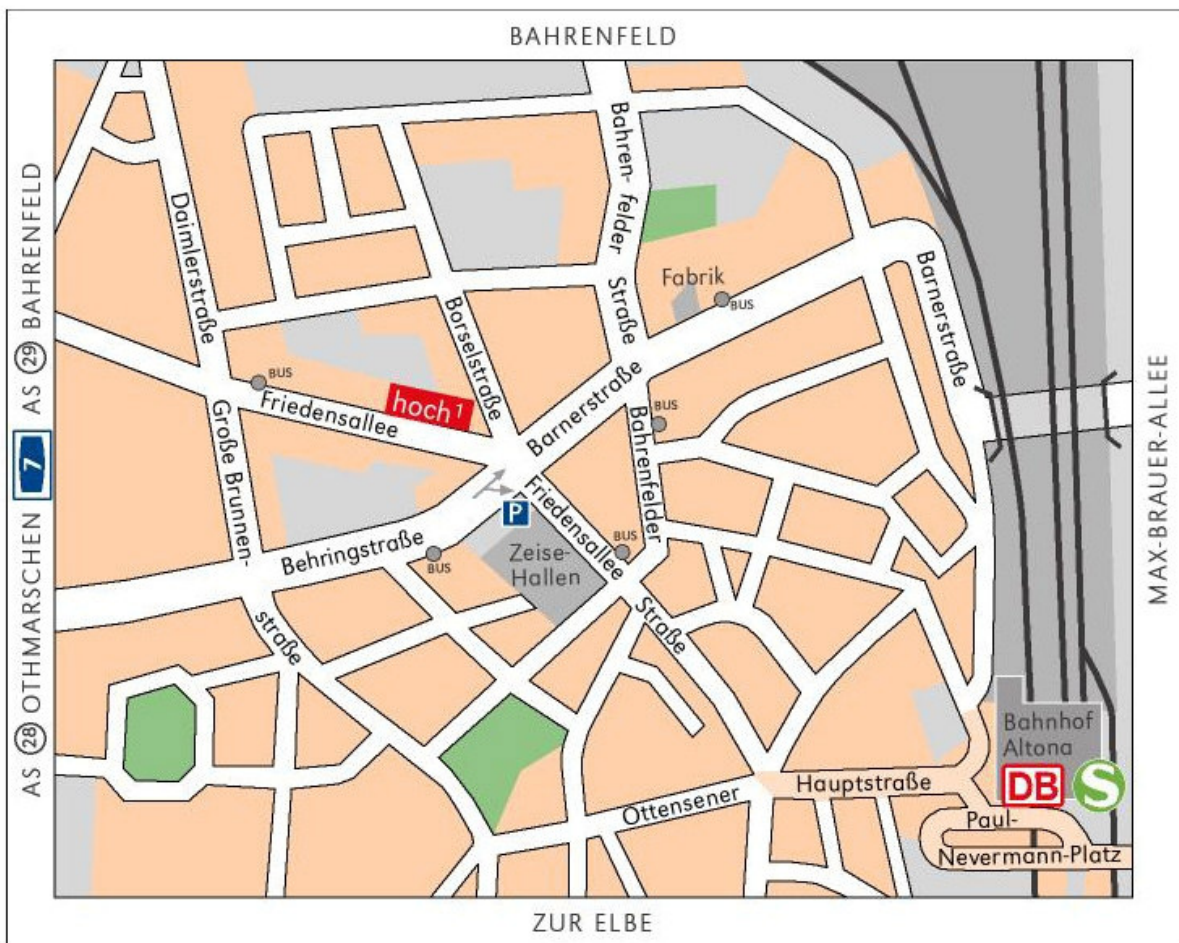 BAHRENFELD
Bahren-
felder
Straße
Daimlerstraße
Fabrik
BUS
Barnerstraße
Borselstraße
BUS
hoch¹
Friedensallee
Barnerstraße
BUS
Bahrenfelder
Große Brunnen-
straße
P
Friedensallee
BUS
Behringstraße
BUS
Zeise-
Hallen
Straße
Bahnhof
Altona
DB
S
Hauptstraße
Ottensener
Paul-
Nevermann-Platz
AS 29 BAHRENFELD
7
AS 28 OTHMARSCHEN
MAX-BRAUER-ALLEE
ZUR ELBE